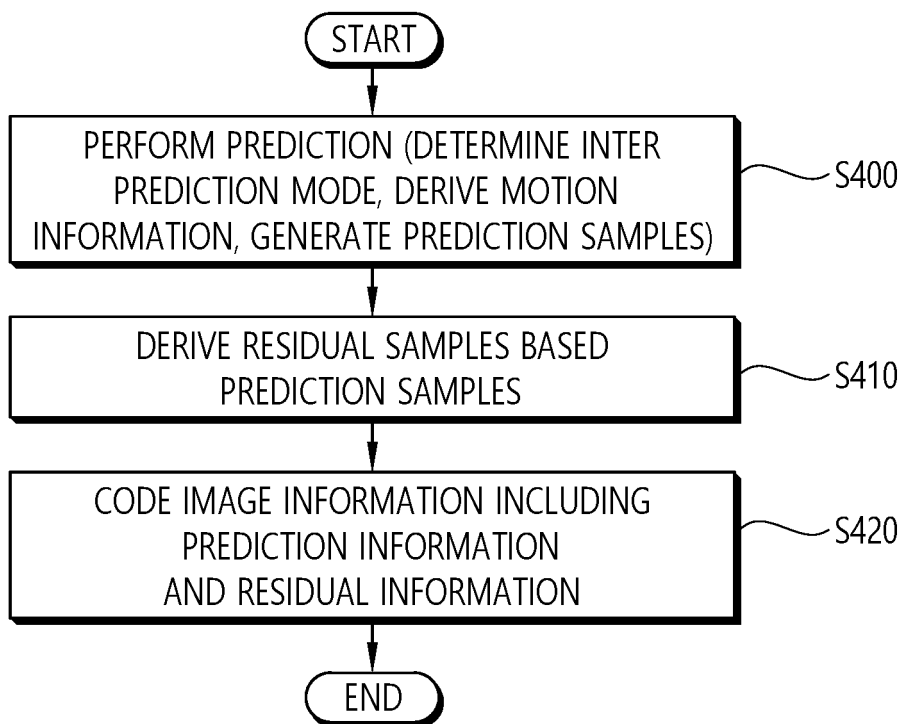 START
PERFORM PREDICTION (DETERMINE INTER
PREDICTION MODE, DERIVE MOTION
INFORMATION, GENERATE PREDICTION SAMPLES)
S400
DERIVE RESIDUAL SAMPLES BASED
PREDICTION SAMPLES
S410
CODE IMAGE INFORMATION INCLUDING
PREDICTION INFORMATION
AND RESIDUAL INFORMATION
S420
END